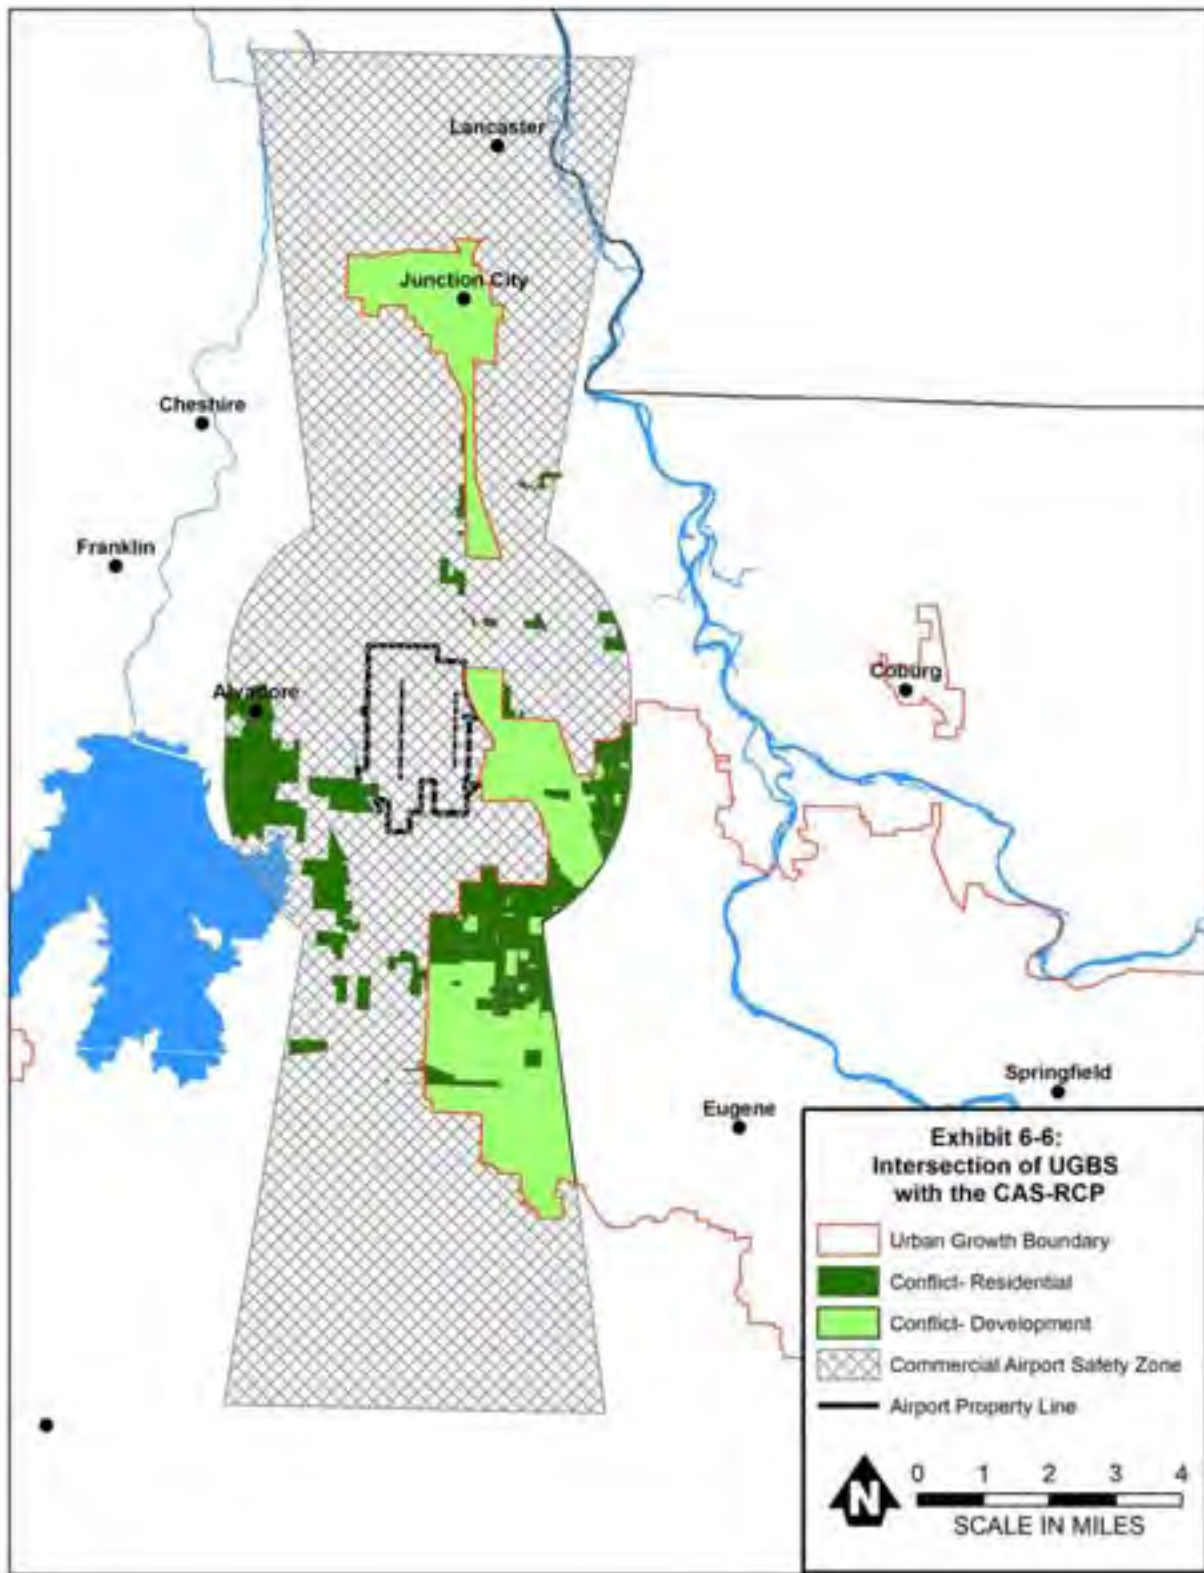 Lancaster
Junction City
Cheshire
Franklin
Alvadore
Coburg
Springfield
Eugene
Exhibit 6-6:
Intersection of UGBS
with the CAS-RCP
Urban Growth Boundary
Conflict- Residential
Conflict- Development
Commercial Airport Safety Zone
Airport Property Line
N
0 1 2 3 4
SCALE IN MILES